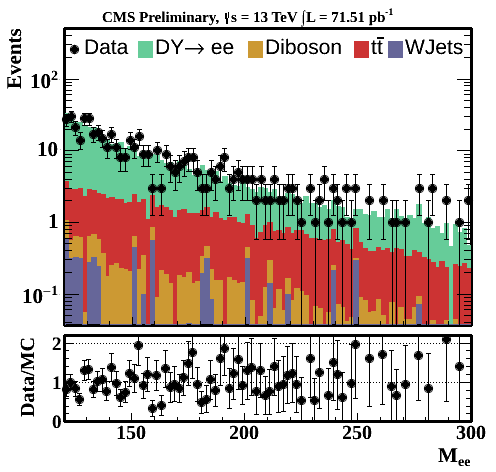 CMS Preliminary, √s = 13 TeV ∫L = 71.51 pb⁻¹
Events
Data DY→ ee Diboson tt̄ WJets
10²
10
1
10⁻¹
Data/MC
2
1
0
150 200 250 300
Mₑₑ